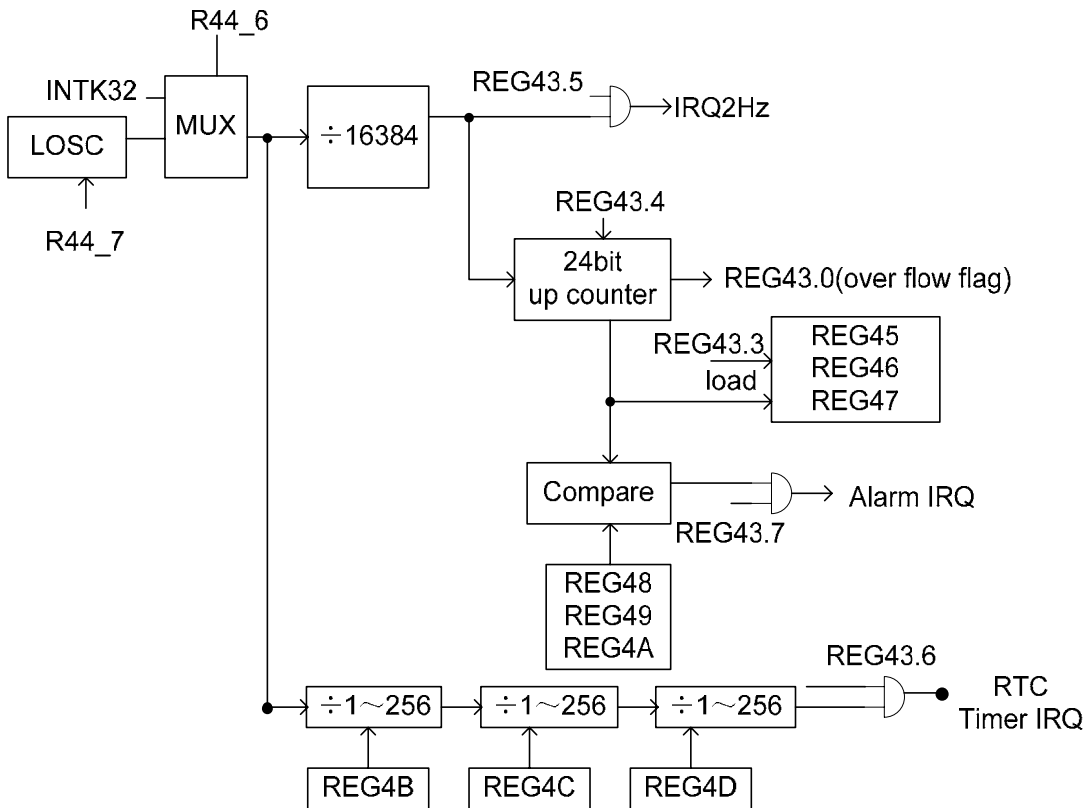 R44_6
INTK32
MUX
LOSC
R44_7
÷16384
REG43.5
IRQ2Hz
REG43.4
24bit
up counter
REG43.0(over flow flag)
REG43.3
load
REG45
REG46
REG47
Compare
REG43.7
Alarm IRQ
REG48
REG49
REG4A
REG43.6
÷1~256
÷1~256
÷1~256
RTC
Timer IRQ
REG4B
REG4C
REG4D